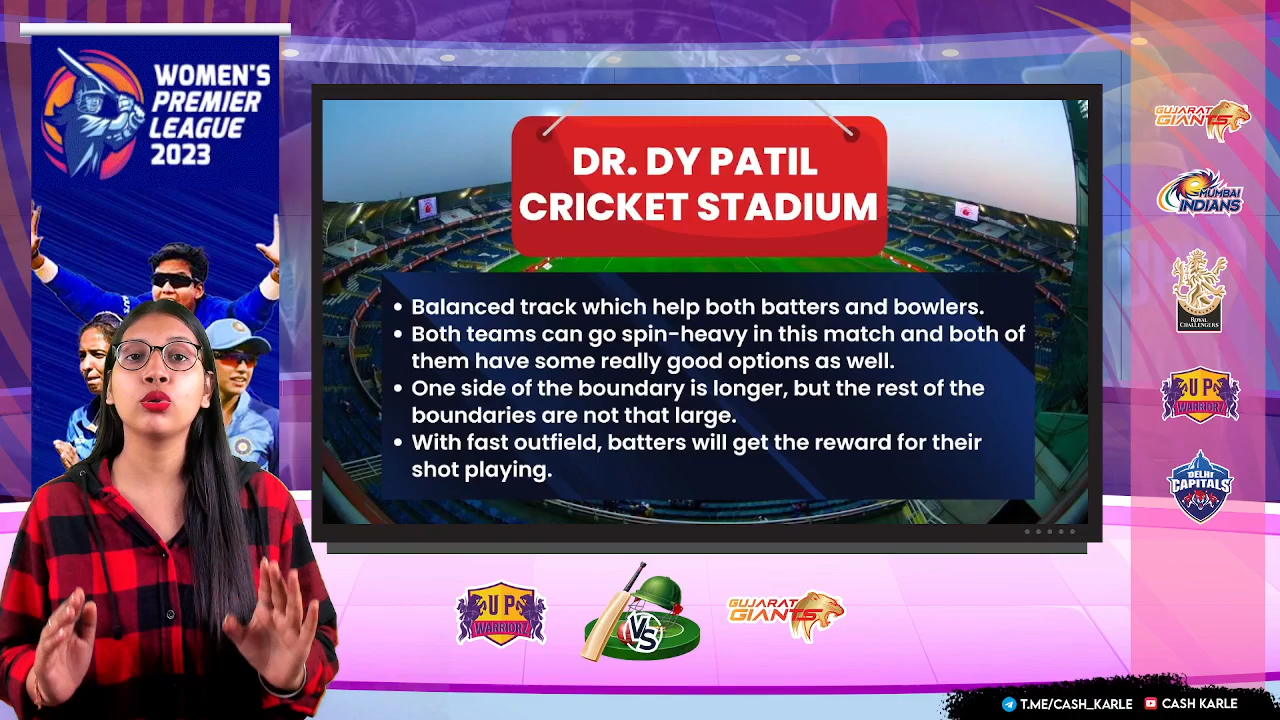 WOMEN'S
PREMIER
LEAGUE
2023
DR. DY PATIL
CRICKET STADIUM
• Balanced track which help both batters and bowlers.
• Both teams can go spin-heavy in this match and both of
them have some really good options as well.
• One side of the boundary is longer, but the rest of the
boundaries are not that large.
• With fast outfield, batters will get the reward for their
shot playing.
GUJARAT
GIANTS
MUMBAI
INDIANS
ROYAL
CHALLENGERS
UP
WARRIORZ
DELHI
CAPITALS
UP
WARRIORZ
VS
GUJARAT
GIANTS
T.ME/CASH_KARLE
CASH KARLE